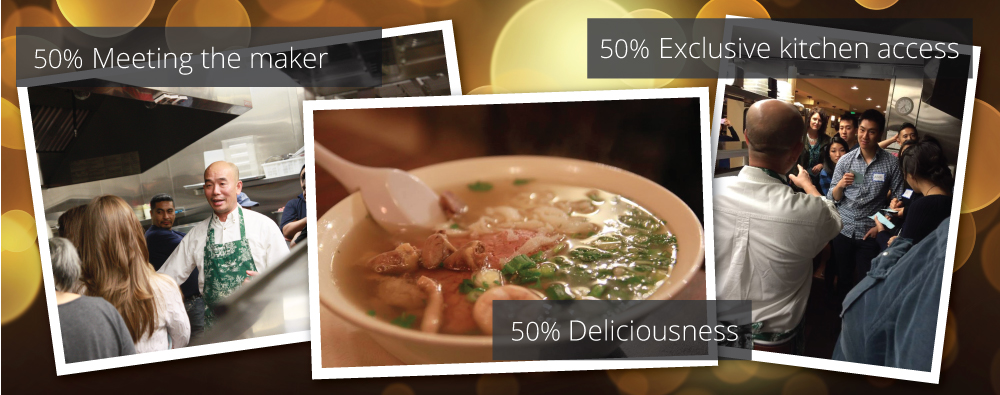 50% Meeting the maker
50% Exclusive kitchen access
50% Deliciousness